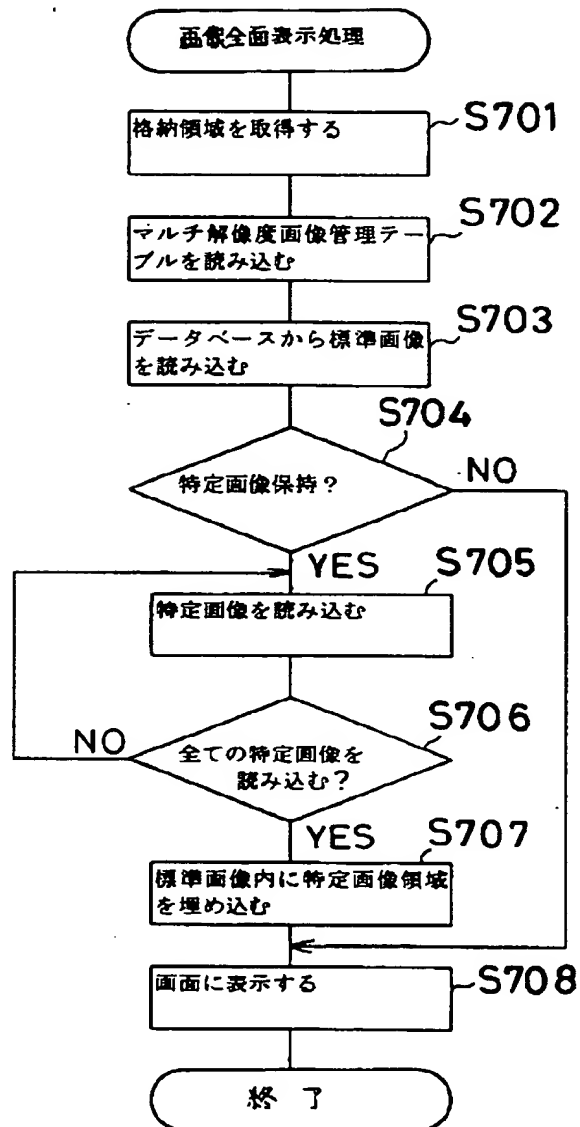 画像全面表示処理
格納領域を取得する
S701
マルチ解像度画像管理テー
ブルを読み込む
S702
データベースから標準画像
を読み込む
S703
特定画像保持?
S704
NO
YES
特定画像を読み込む
S705
全ての特定画像を
読み込む?
S706
NO
YES
標準画像内に特定画像領域
を埋め込む
S707
画面に表示する
S708
終了